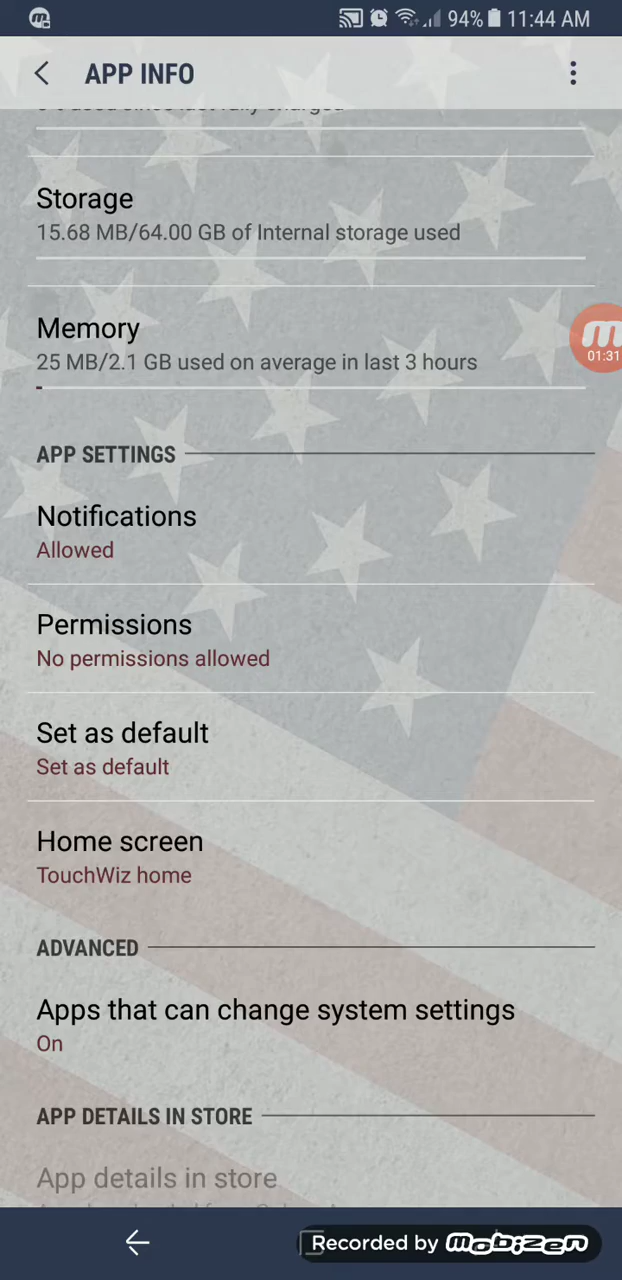 94% 11:44 AM
APP INFO
Storage
15.68 MB/64.00 GB of Internal storage used
Memory
25 MB/2.1 GB used on average in last 3 hours
01:31
APP SETTINGS
Notifications
Allowed
Permissions
No permissions allowed
Set as default
Set as default
Home screen
TouchWiz home
ADVANCED
Apps that can change system settings
On
APP DETAILS IN STORE
App details in store
Recorded by mobizen